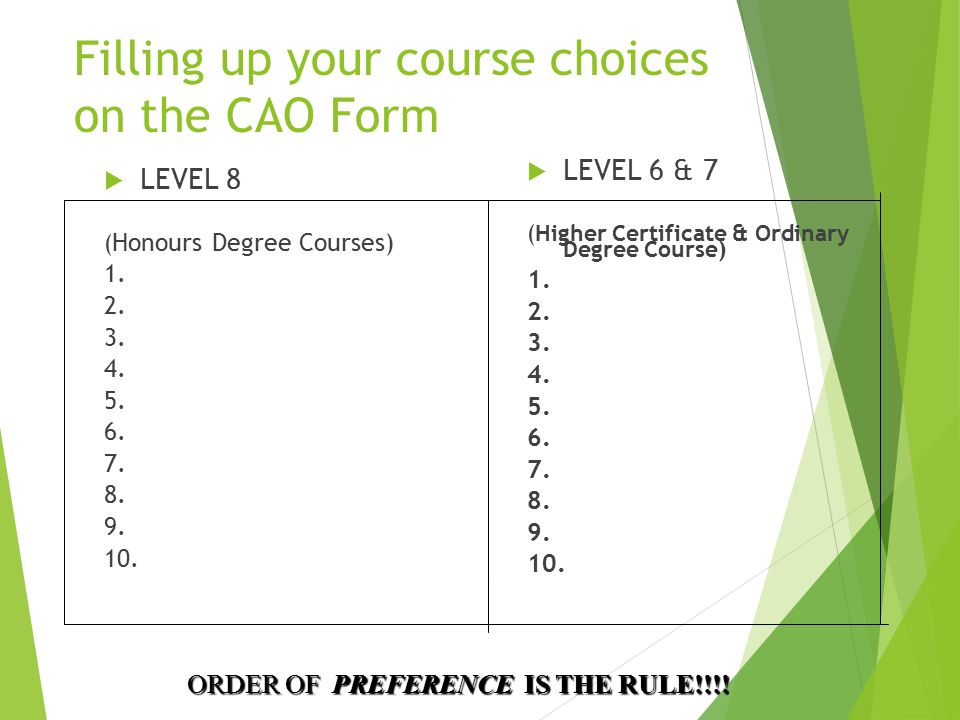 Filling up your course choices
on the CAO Form
LEVEL 8
(Honours Degree Courses)
1.
2.
3.
4.
5.
6.
7.
8.
9.
10.
LEVEL 6 & 7
(Higher Certificate & Ordinary
Degree Course)
1.
2.
3.
4.
5.
6.
7.
8.
9.
10.
ORDER OF PREFERENCE IS THE RULE!!!!